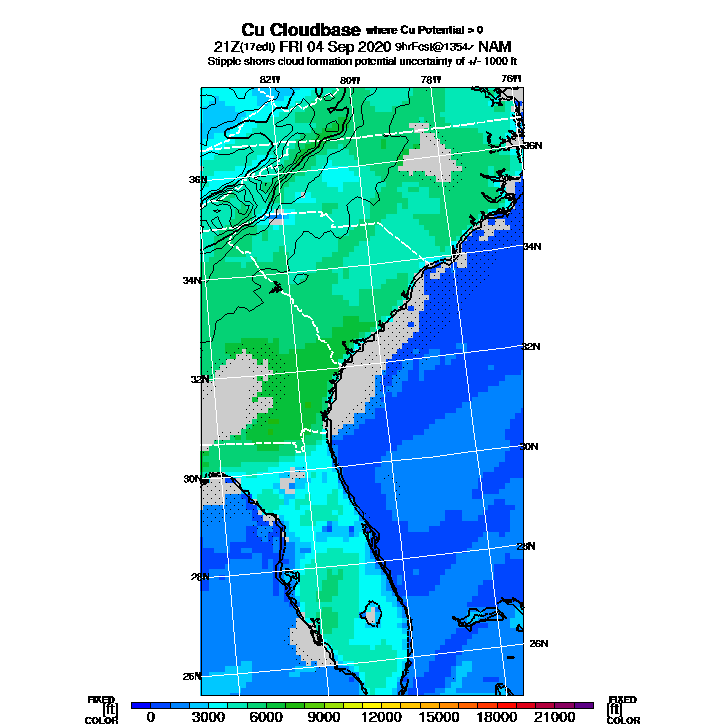 Cu Cloudbase where Cu Potential > 0
21Z(17edt) FRI 04 Sep 2020 9hrFcst@1354z NAM
Stipple shows cloud formation potential uncertainty of +/- 1000 ft
82W 80W 78W 76W
36N
36N
34N
34N
32N
32N
30N
30N
28N
28N
26N
26N
FIXED FIXED
[ft] [ft]
COLOR 0 3000 6000 9000 12000 15000 18000 21000 COLOR